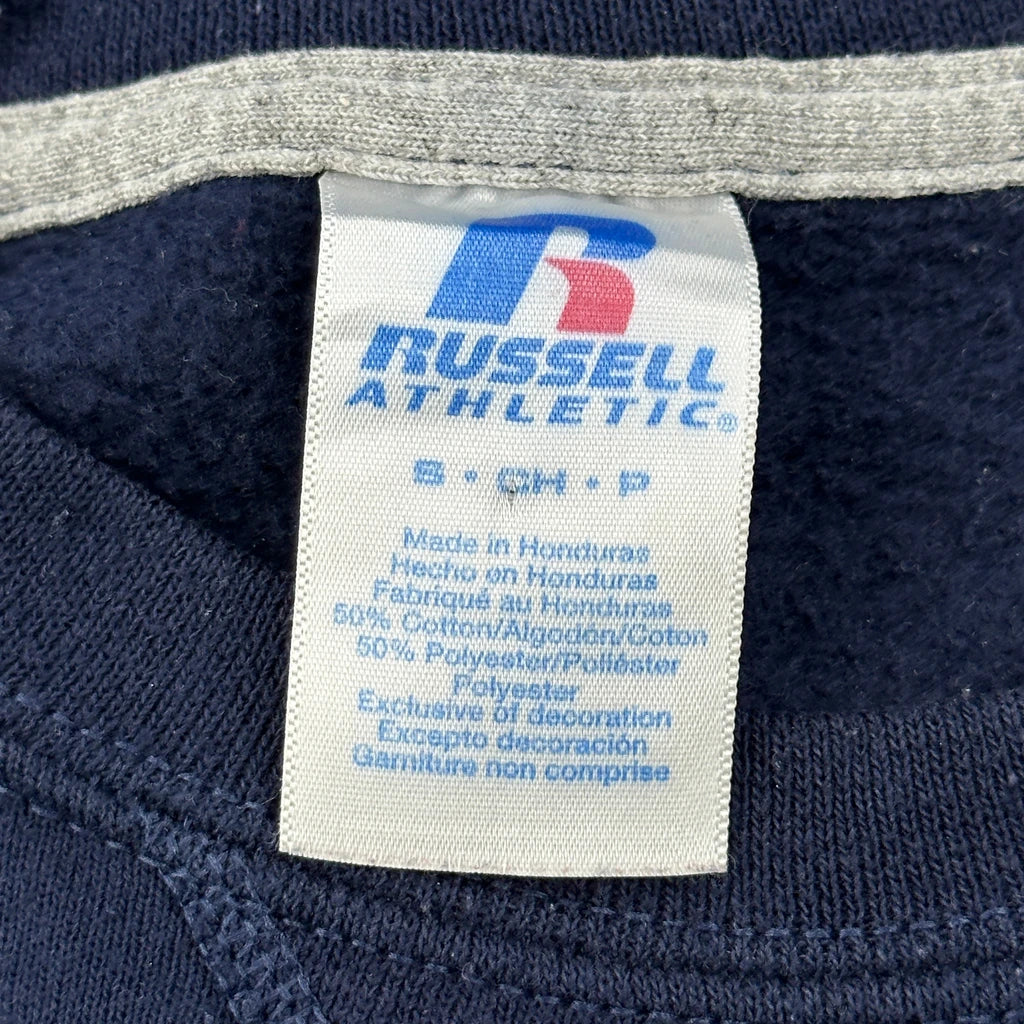 RUSSELL
ATHLETIC®
S • CH • P
Made in Honduras
Hecho en Honduras
Fabriqué au Honduras
50% Cotton/Algodon/Coton
50% Polyester/Poliéster
Polyester
Exclusive of decoration
Excepto decoración
Garniture non comprise